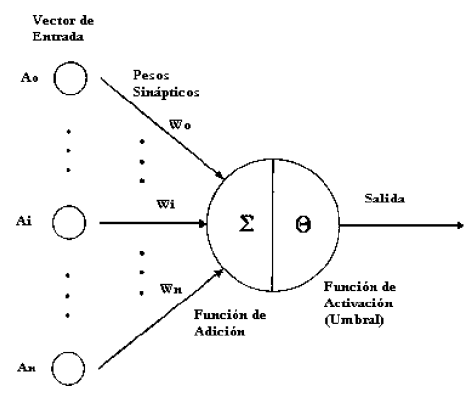 Vector de
Entrada
Ao
Pesos
Sinápticos
Wo
Ai
Wi
Σ
Θ
Salida
Wn
Función de
Adición
Función de
Activación
(Umbral)
An